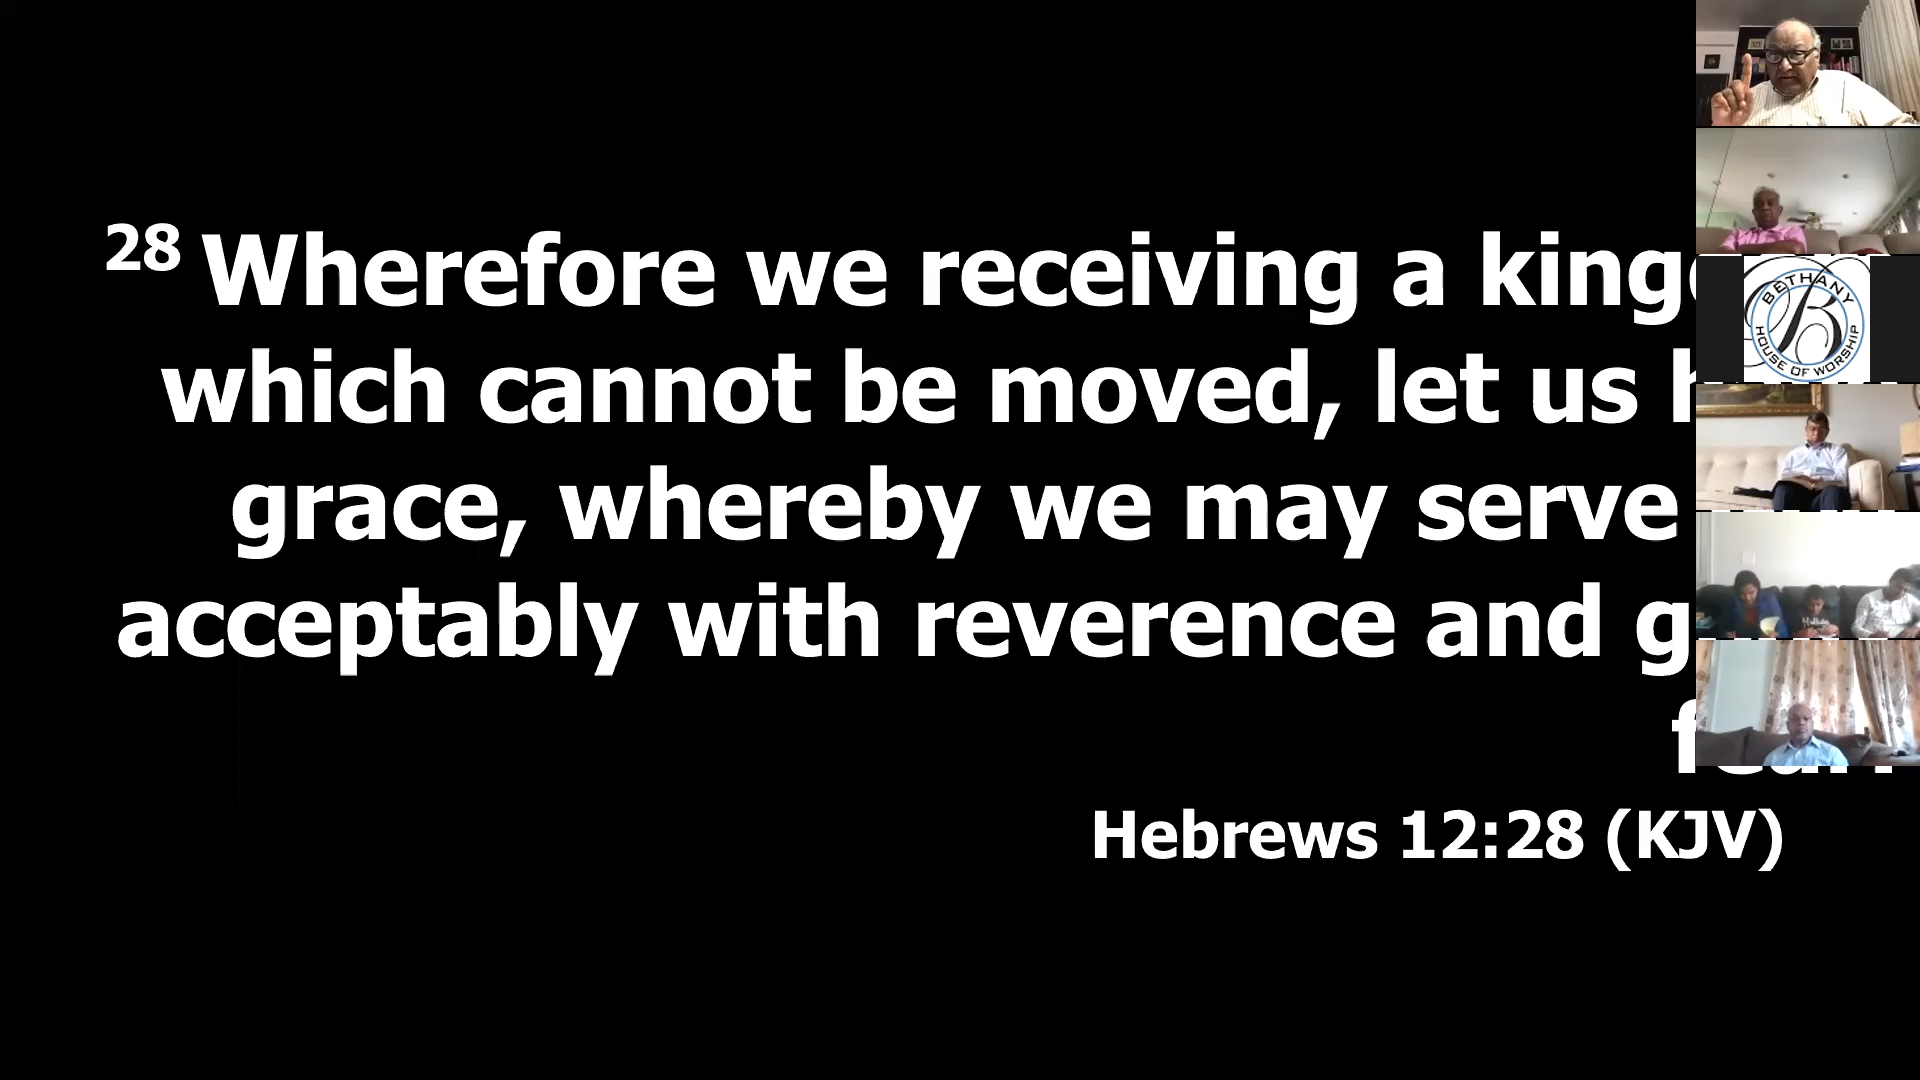 28 Wherefore we receiving a
which cannot be moved, let us
grace, whereby we may serve
acceptably with reverence and
Hebrews 12:28 (KJV)
BETHANY
B
HOUSE OF WORSHIP